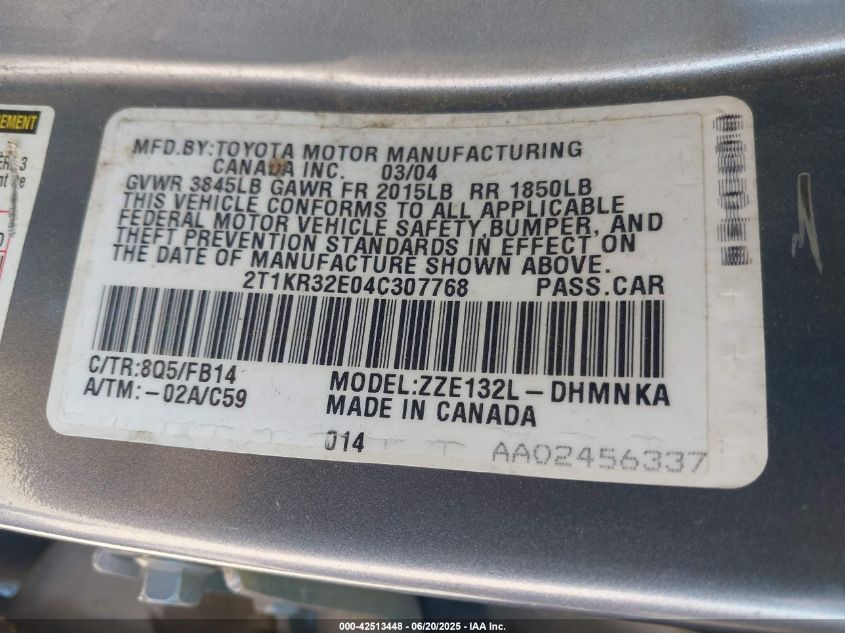 EMENT
MFD.BY:TOYOTA MOTOR MANUFACTURING
CANADA INC. 03/04
GVWR 3845LB GAWR FR 2015LB RR 1850LB
THIS VEHICLE CONFORMS TO ALL APPLICABLE
FEDERAL MOTOR VEHICLE SAFETY,BUMPER, AND
THEFT PREVENTION STANDARDS IN EFFECT ON
THE DATE OF MANUFACTURE SHOWN ABOVE.
2T1KR32E04C307768 PASS.CAR
C/TR:8Q5/FB14
A/TM:-02A/C59
MODEL:ZZE132L-DHMNKA
MADE IN CANADA
014
AA02456337
000-42513448 - 06/20/2025 - IAA Inc.